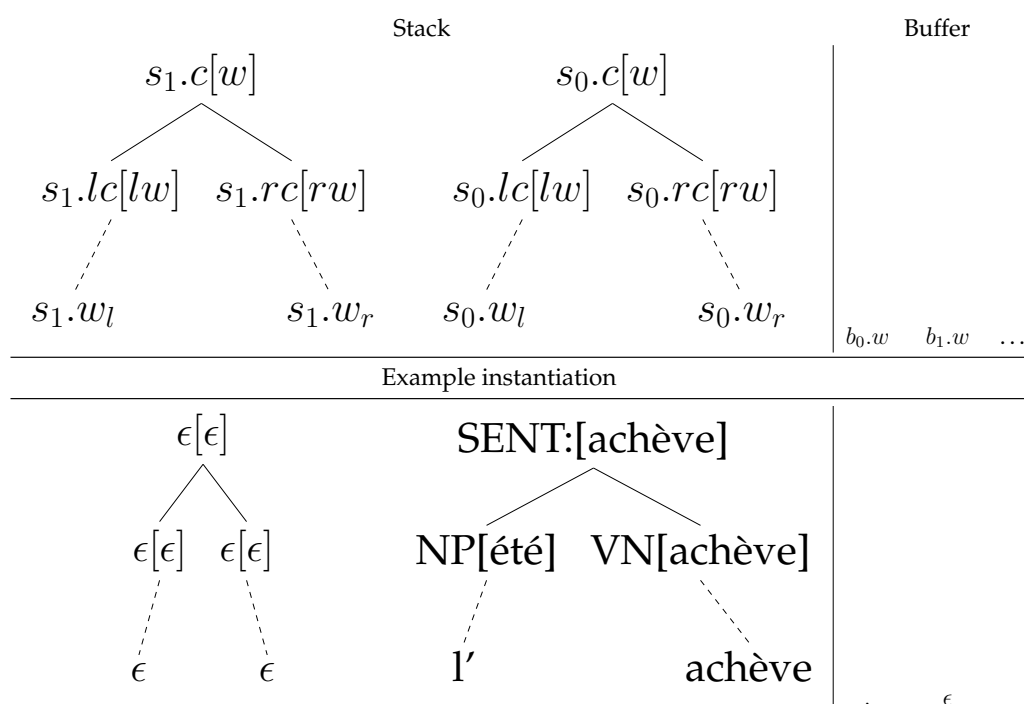 Stack Buffer
s₁.c[w] s₀.c[w]
s₁.lc[lw] s₁.rc[rw] s₀.lc[lw] s₀.rc[rw]
s₁.wₗ s₁.wᵣ s₀.wₗ s₀.wᵣ
b₀.w b₁.w …
Example instantiation
ϵ[ϵ] SENT:[achève]
ϵ[ϵ] ϵ[ϵ] NP[été] VN[achève]
ϵ ϵ l’ achève
. ϵ